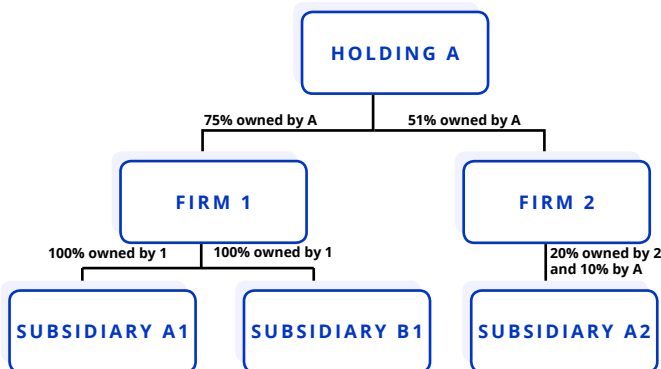 HOLDING A
75% owned by A
51% owned by A
FIRM 1
FIRM 2
100% owned by 1
100% owned by 1
20% owned by 2
and 10% by A
SUBSIDIARY A1
SUBSIDIARY B1
SUBSIDIARY A2